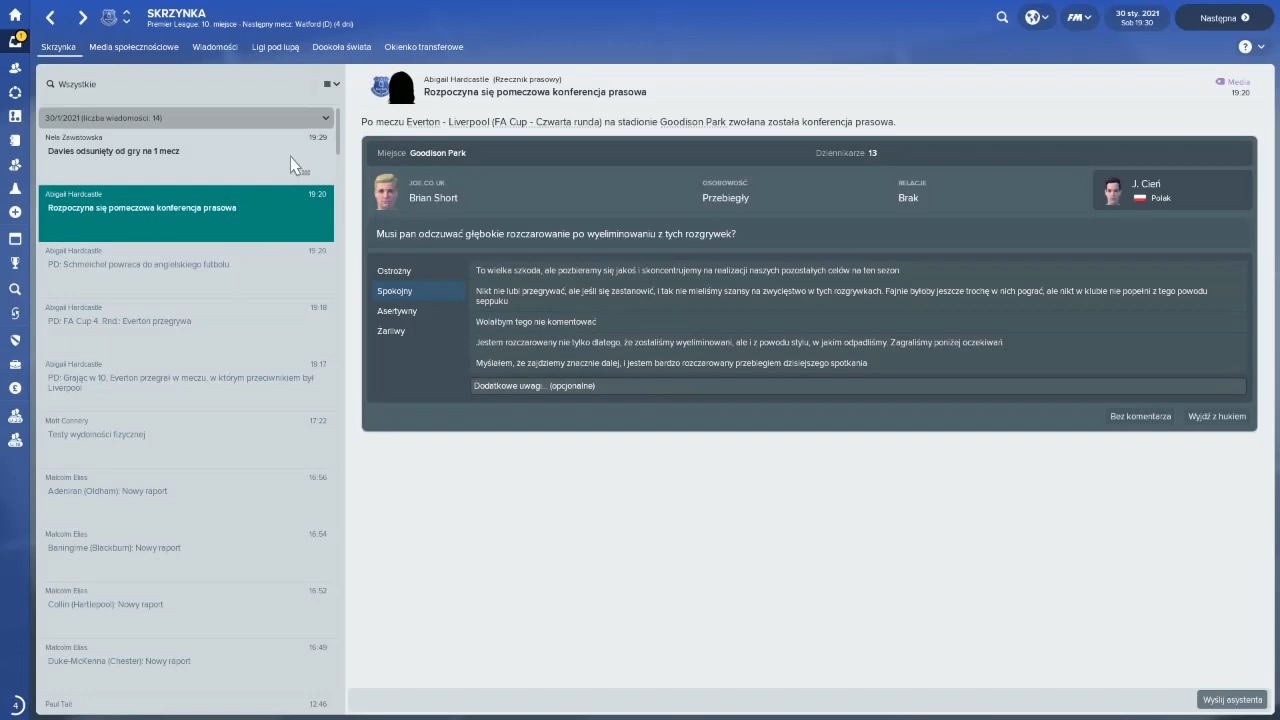 SKRZYNKA
Premier League: 10. miejsce - Następny mecz: Watford (D) (4 dni)
FM
30 sty. 2021
Sob 19:30
Następna
Skrzynka
Media społecznościowe
Wiadomości
Ligi pod lupą
Dookoła świata
Okienko transferowe
?
Wszystkie
30/1/2021 (liczba wiadomości: 14)
Nela Zawiatowska 19:29
Davies odsunięty od gry na 1 mecz
Abigail Hardcastle 19:20
Rozpoczyna się pomeczowa konferencja prasowa
Abigail Hardcastle 19:20
PD: Schmeichel powraca do angielskiego futbolu
Abigail Hardcastle 19:18
PD: FA Cup 4. Rnd.: Everton przegrywa
Abigail Hardcastle 19:17
PD: Grając w 10, Everton przegrał w meczu, w którym przeciwnikiem był
Liverpool
Matt Connery 17:22
Testy wydolności fizycznej
Malcolm Elias 16:56
Adeniran (Oldham): Nowy raport
Malcolm Elias 16:54
Baningime (Blackburn): Nowy raport
Malcolm Elias 16:52
Collin (Hartlepool): Nowy raport
Malcolm Elias 16:49
Duke-McKenna (Chester): Nowy raport
Paul Tait 12:46
4
Abigail Hardcastle (Rzecznik prasowy)
Rozpoczyna się pomeczowa konferencja prasowa
Media
19:20
Po meczu Everton - Liverpool (FA Cup - Czwarta runda) na stadionie Goodison Park zwołana została konferencja prasowa.
Miejsce Goodison Park
Dziennikarze 13
JOE.CO.UK
Brian Short
OSOBOWOŚĆ
Przebiegły
RELACJE
Brak
J. Cień
Polak
Musi pan odczuwać głębokie rozczarowanie po wyeliminowaniu z tych rozgrywek?
Ostrożny
Spokojny
Asertywny
Żarliwy
To wielka szkoda, ale pozbieramy się jakoś i skoncentrujemy na realizacji naszych pozostałych celów na ten sezon
Nikt nie lubi przegrywać, ale jeśli się zastanowić, i tak nie mieliśmy szansy na zwycięstwo w tych rozgrywkach. Fajnie byłoby jeszcze trochę w nich pograć, ale nikt w klubie nie popełni z tego powodu
seppuku
Wolałbym tego nie komentować
Jestem rozczarowany nie tylko dlatego, że zostaliśmy wyeliminowani, ale i z powodu stylu, w jakim odpadliśmy. Zagraliśmy poniżej oczekiwań
Myślałem, że zajdziemy znacznie dalej, i jestem bardzo rozczarowany przebiegiem dzisiejszego spotkania
Dodatkowe uwagi... (opcjonalne)
Bez komentarza
Wyjdź z hukiem
Wyślij asystenta